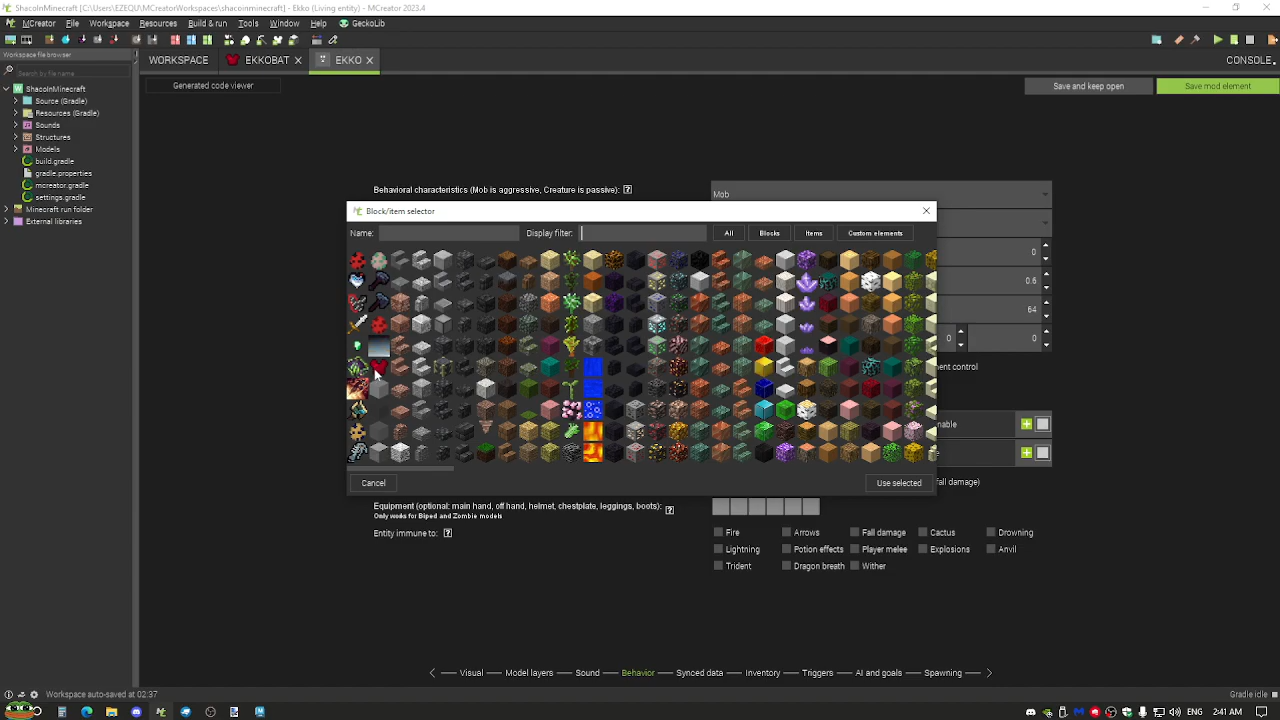 ShacoInMinecraft [C:\Users\EZEQU\MCreatorWorkspaces\shacoinminecraft] - Ekko (Living entity) - MCreator 2023.4
MCreator File Workspace Resources Build & run Tools Window Help GeckoLib
Workspace file browser
WORKSPACE EKKOBAT EKKO
CONSOLE
Search by file name
Generated code viewer
Save and keep open
Save mod element
ShacoInMinecraft
Source (Gradle)
Resources (Gradle)
Sounds
Structures
Models
build.gradle
gradle.properties
mcreator.gradle
settings.gradle
Minecraft run folder
External libraries
Behavioral characteristics (Mob is aggressive, Creature is passive): ?
Mob
Block/item selector
Name:
Display filter:
All
Blocks
Items
Custom elements
0
0.6
64
0
0
ment control
enable
Cancel
Use selected
fall damage)
Equipment (optional: main hand, off hand, helmet, chestplate, leggings, boots): ?
Only works for Biped and Zombie models
Entity immune to: ?
Fire Arrows Fall damage Cactus Drowning
Lightning Potion effects Player melee Explosions Anvil
Trident Dragon breath Wither
Visual Model layers Sound Behavior Synced data Inventory Triggers AI and goals Spawning
Workspace auto-saved at 02:37
Gradle idle
2:41 AM